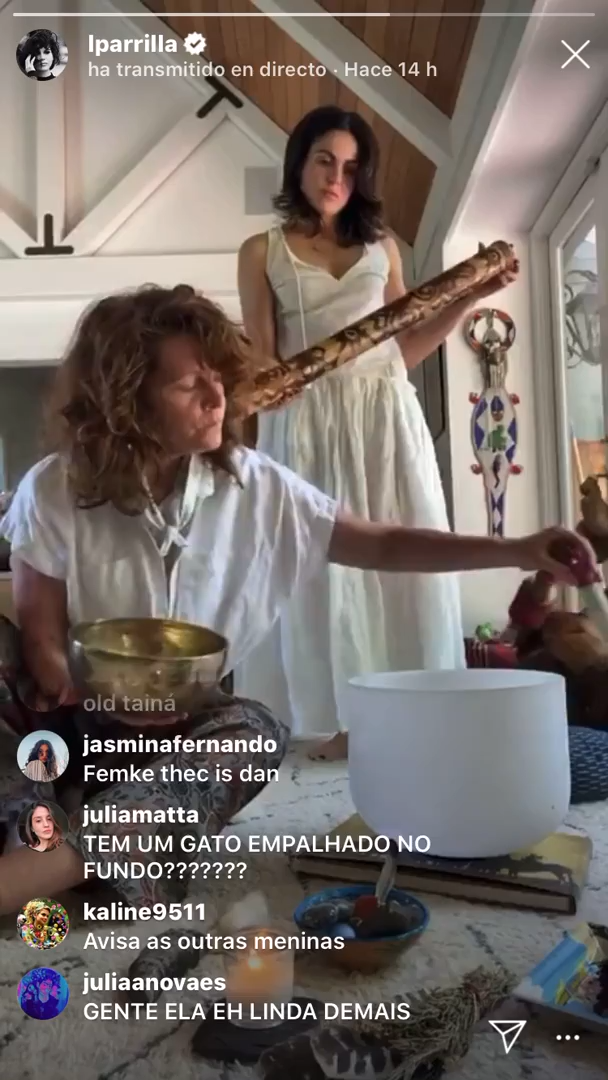 lparrilla
ha transmitido en directo · Hace 14 h
old tainá
jasminafernando
Femke thec is dan
juliamatta
TEM UM GATO EMPALHADO NO
FUNDO???????
kaline9511
Avisa as outras meninas
juliaanovaes
GENTE ELA EH LINDA DEMAIS